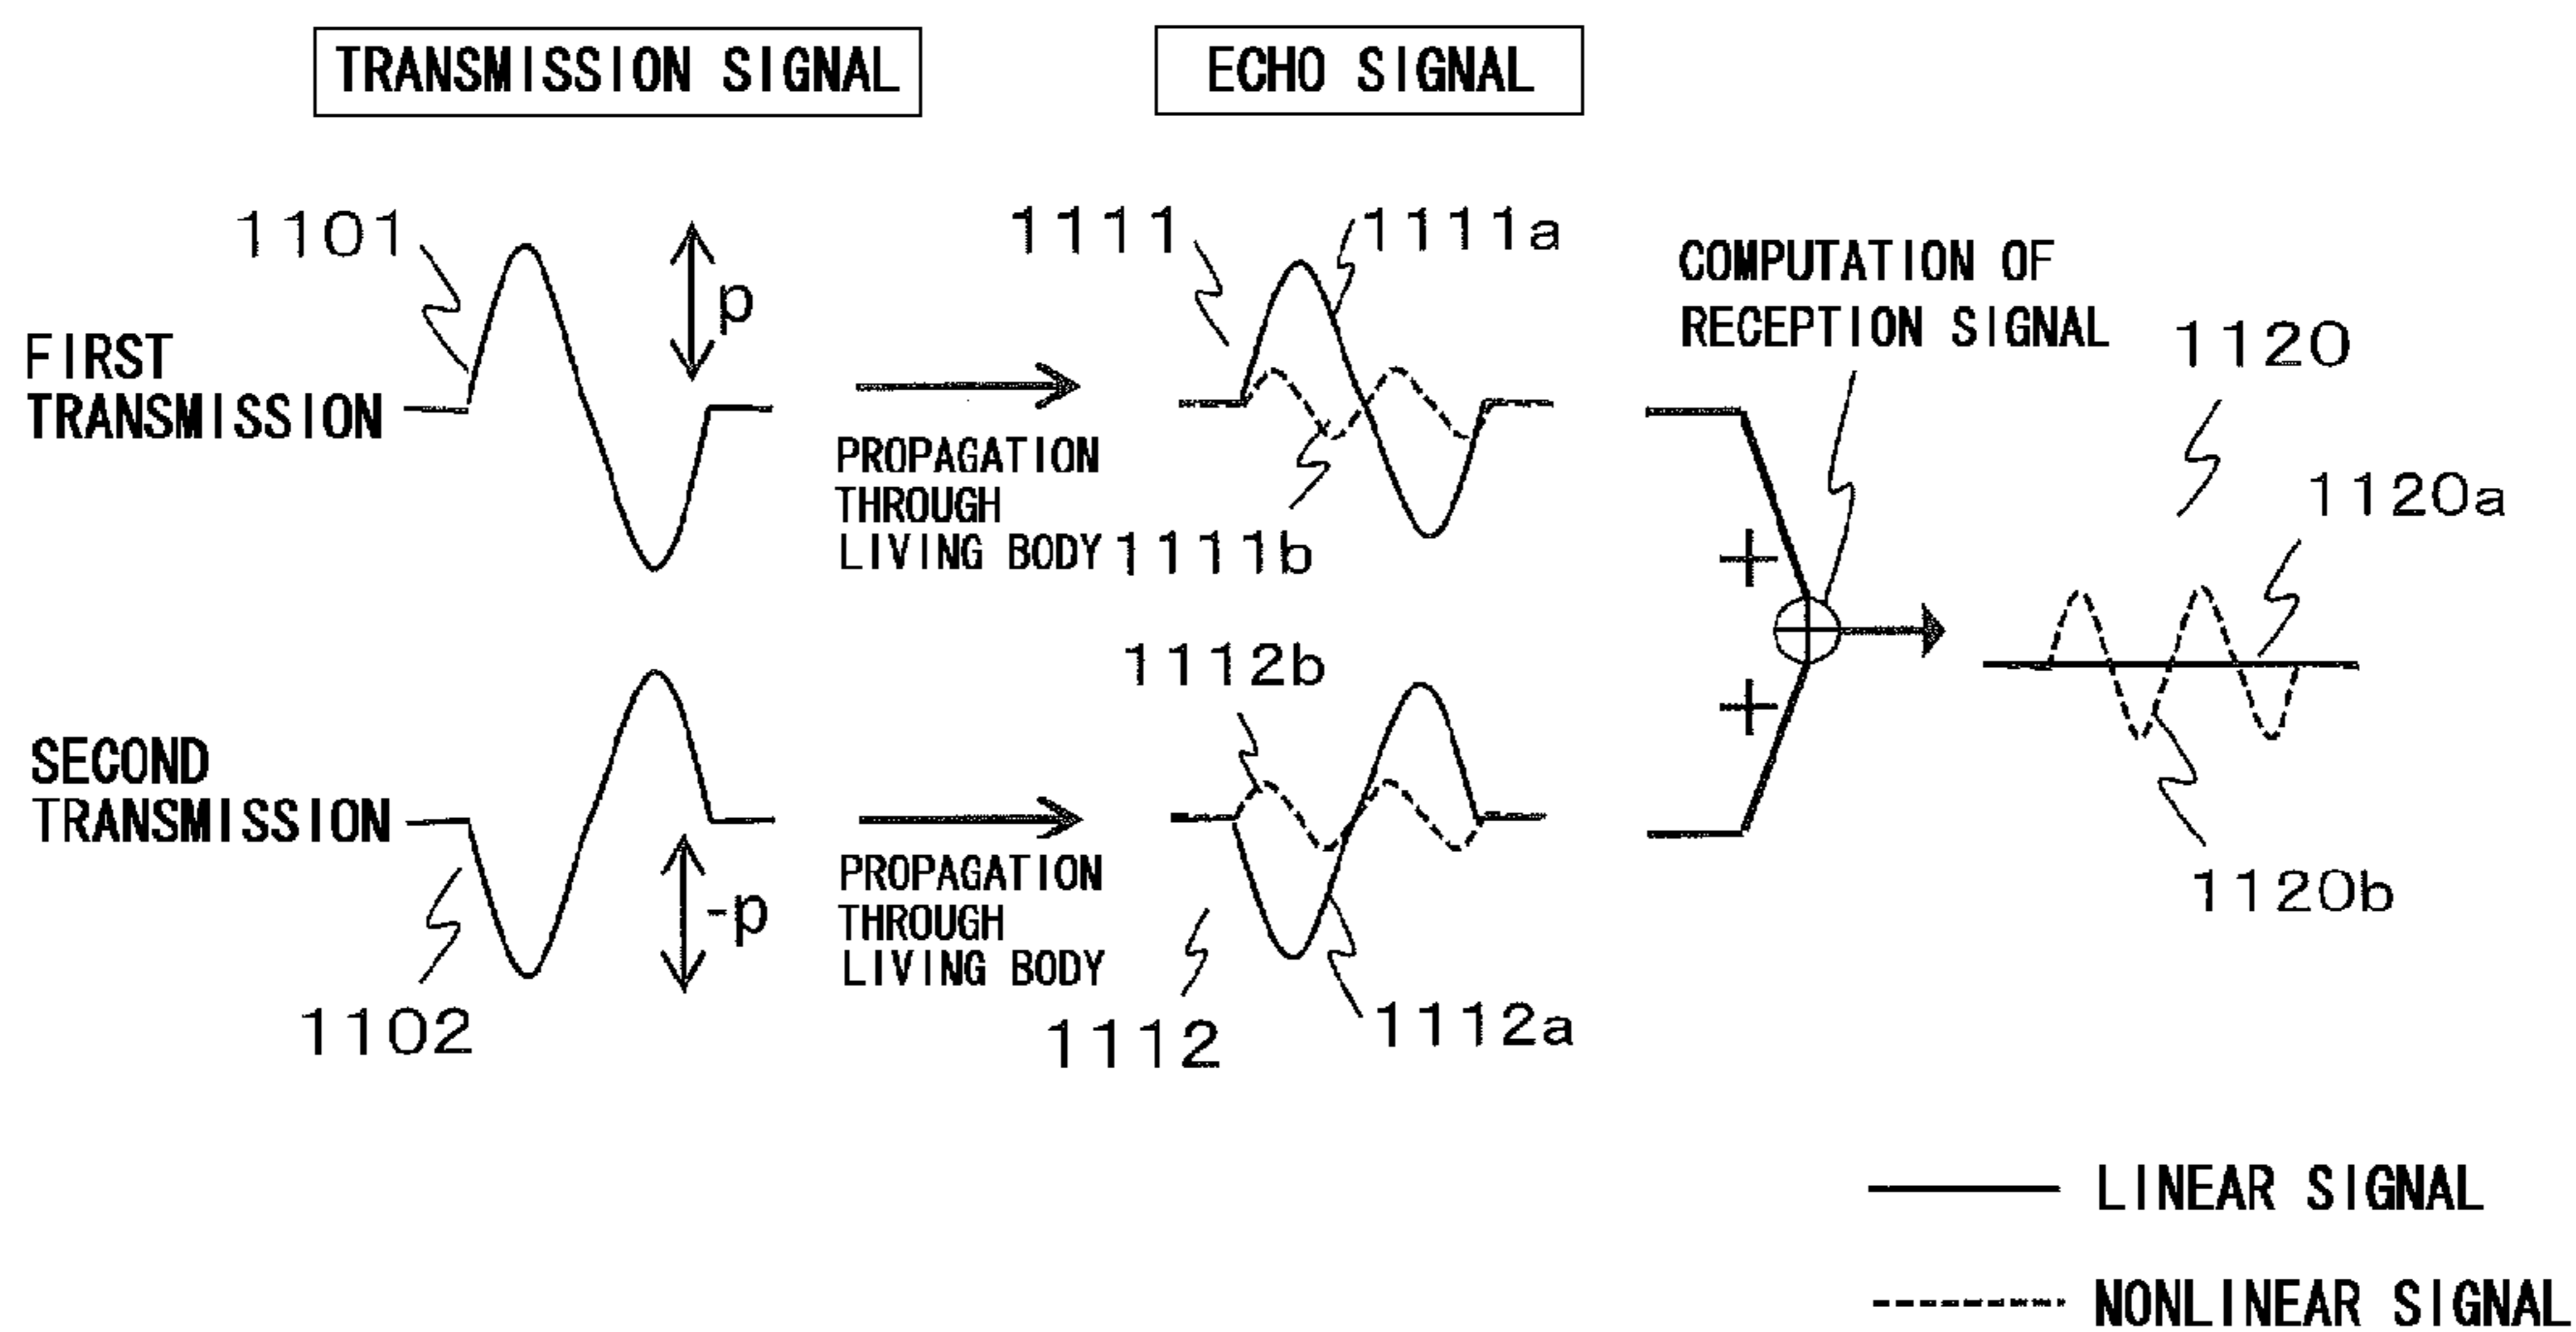 TRANSMISSION SIGNAL
ECHO SIGNAL
1101
p
1111
1111a
COMPUTATION OF
RECEPTION SIGNAL
1120
FIRST
TRANSMISSION
PROPAGATION
THROUGH
LIVING BODY
1111b
+
1120a
1112b
+
SECOND
TRANSMISSION
-p
PROPAGATION
THROUGH
LIVING BODY
1120b
1102
1112
1112a
LINEAR SIGNAL
NONLINEAR SIGNAL